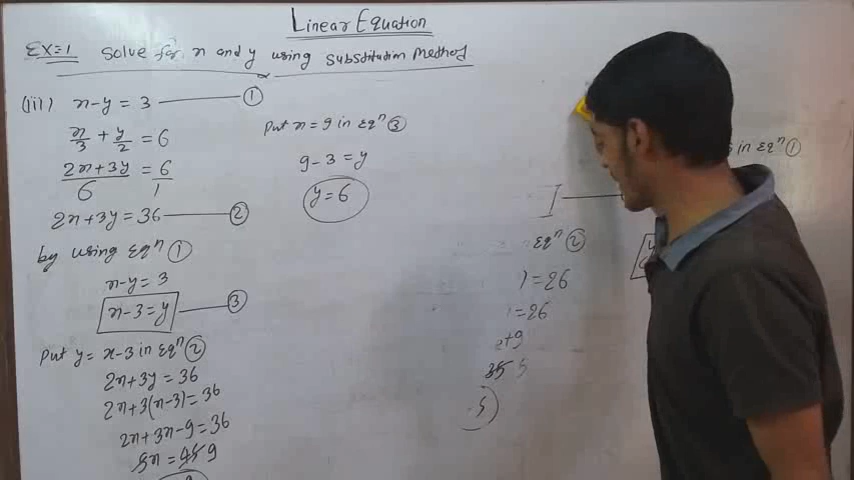 Linear Equation
EX=1 Solve for x and y using substitution method
(iii) x-y = 3 ——— ①
x/3 + y/2 = 6
2x+3y/6 = 6/1
2x+3y = 36 ——— ②
by using Eqⁿ ①
x-y = 3
x-3 = y ——— ③
Put y = x-3 in Eqⁿ ②
2x+3y = 36
2x+3(x-3) = 36
2x+3x-9 = 36
5x = 45 9
Put x = 9 in Eqⁿ ③
9-3 = y
y = 6
Eqⁿ ②
= 26
= 26
+9
5
in Eqⁿ ①